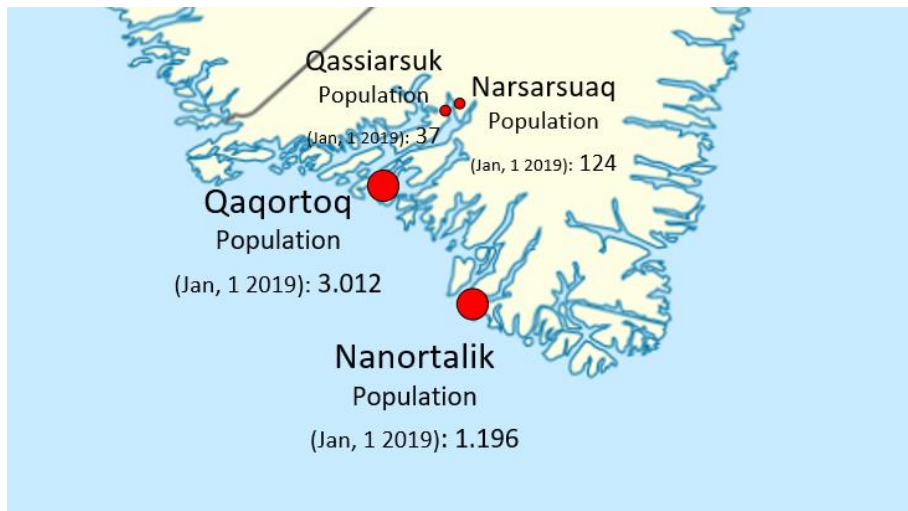 Qassiarsuk
Population
(Jan, 1 2019): 37
Narsarsuaq
Population
(Jan, 1 2019): 124
Qaqortoq
Population
(Jan, 1 2019): 3.012
Nanortalik
Population
(Jan, 1 2019): 1.196